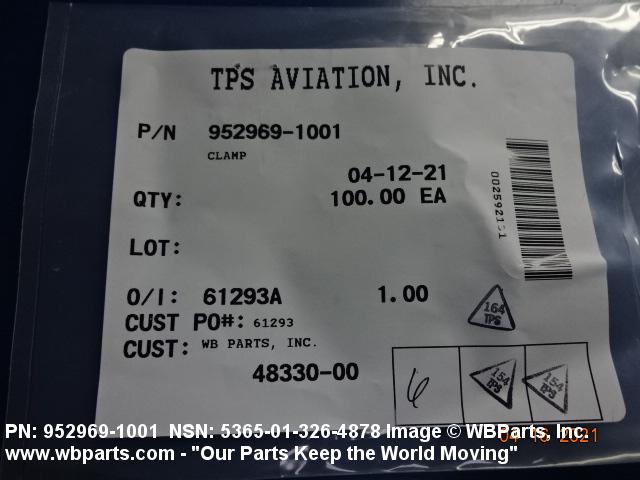 TPS AVIATION, INC.
P/N 952969-1001
CLAMP
04-12-21
QTY: 100.00 EA
LOT:
O/I: 61293A 1.00
CUST PO#: 61293
CUST: WB PARTS, INC.
48330-00
164
TPS
6
154
TPS
154
TPS
PN: 952969-1001 NSN: 5365-01-326-4878 Image © WBParts, Inc.
2021
www.wbparts.com - "Our Parts Keep the World Moving"